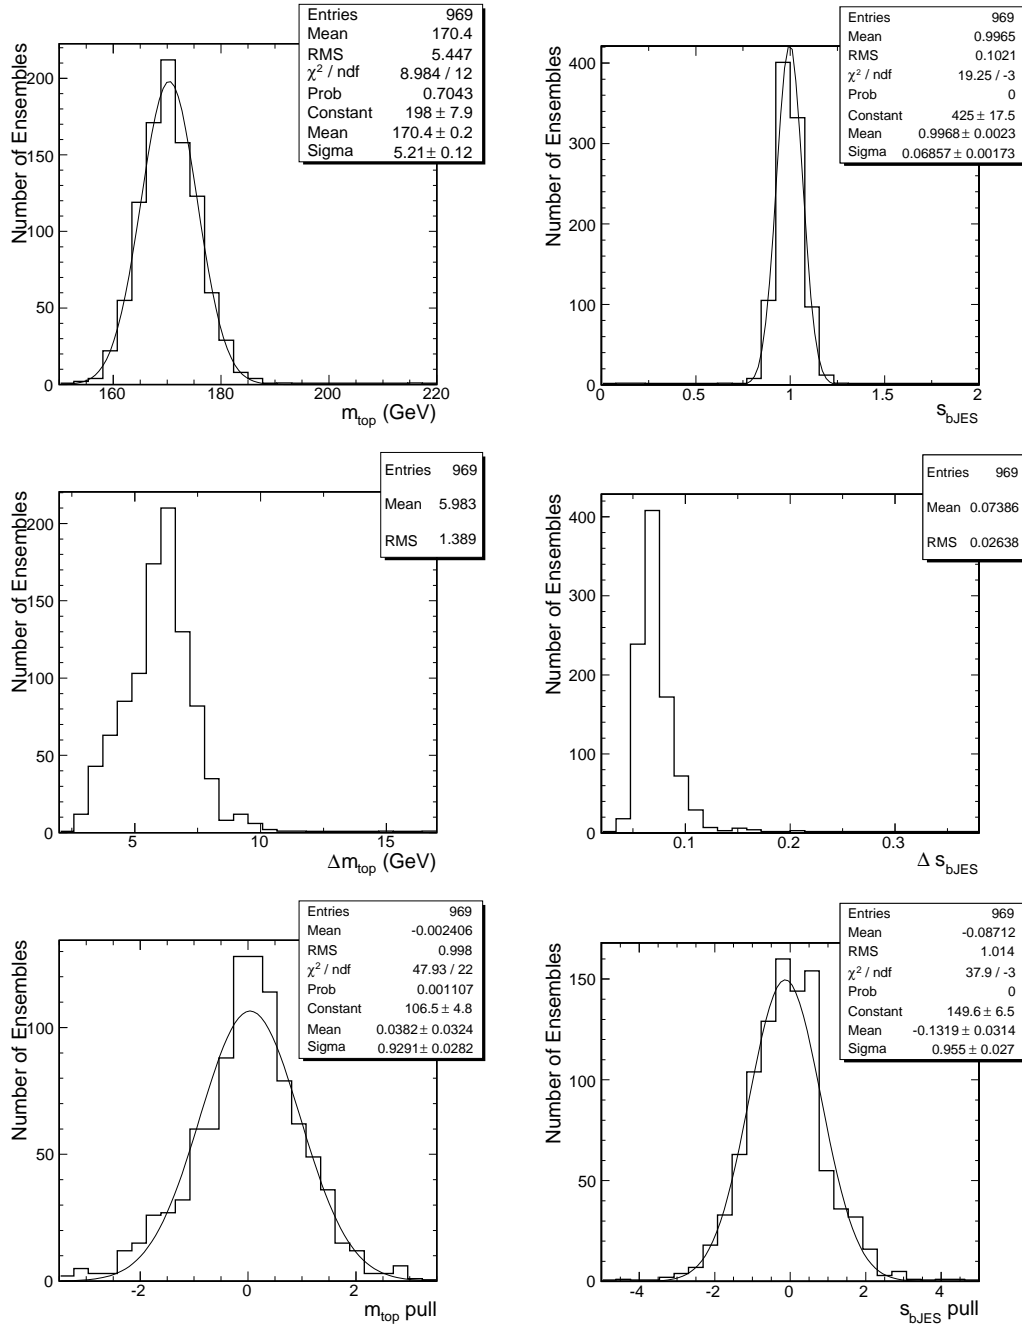 Entries 969
Mean 170.4
RMS 5.447
χ² / ndf 8.984 / 12
Prob 0.7043
Constant 198 ± 7.9
Mean 170.4 ± 0.2
Sigma 5.21 ± 0.12
Number of Ensembles
200
150
100
50
0
160 180 200 220
m_top (GeV)
Entries 969
Mean 0.9965
RMS 0.1021
χ² / ndf 19.25 / -3
Prob 0
Constant 425 ± 17.5
Mean 0.9968 ± 0.0023
Sigma 0.06857 ± 0.00173
Number of Ensembles
400
300
200
100
0
0 0.5 1 1.5 2
s_bJES
Entries 969
Mean 5.983
RMS 1.389
Number of Ensembles
200
150
100
50
0
5 10 15
Δm_top (GeV)
Entries 969
Mean 0.07386
RMS 0.02638
Number of Ensembles
400
300
200
100
0
0.1 0.2 0.3
Δ s_bJES
Entries 969
Mean -0.002406
RMS 0.998
χ² / ndf 47.93 / 22
Prob 0.001107
Constant 106.5 ± 4.8
Mean 0.0382 ± 0.0324
Sigma 0.9291 ± 0.0282
Number of Ensembles
100
50
0
-2 0 2
m_top pull
Entries 969
Mean -0.08712
RMS 1.014
χ² / ndf 37.9 / -3
Prob 0
Constant 149.6 ± 6.5
Mean -0.1319 ± 0.0314
Sigma 0.955 ± 0.027
Number of Ensembles
150
100
50
0
-4 -2 0 2 4
s_bJES pull